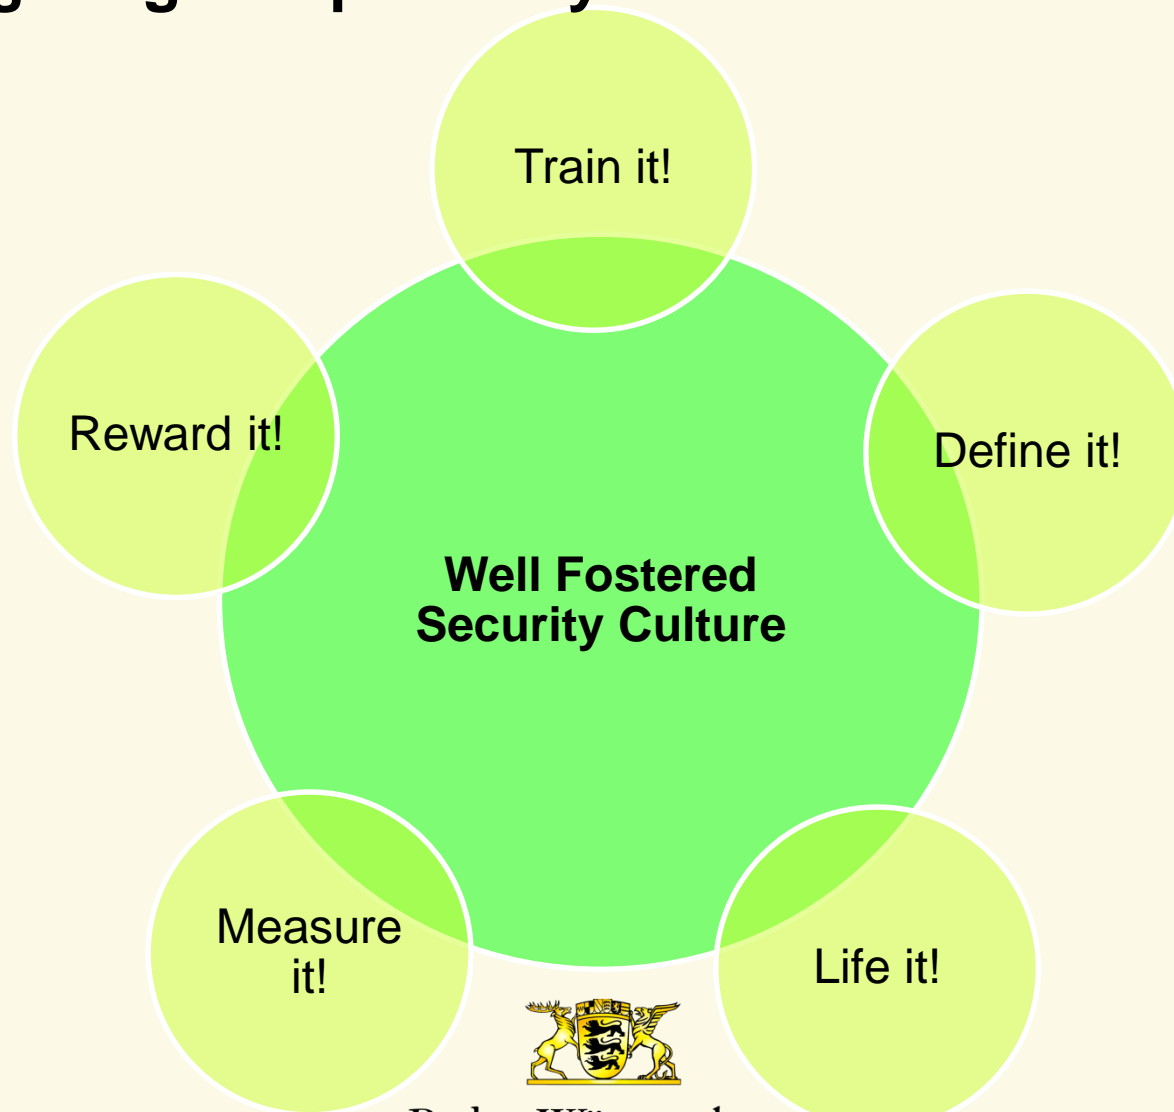 Train it!
Reward it!
Define it!
Well Fostered
Security Culture
Measure
it!
Life it!